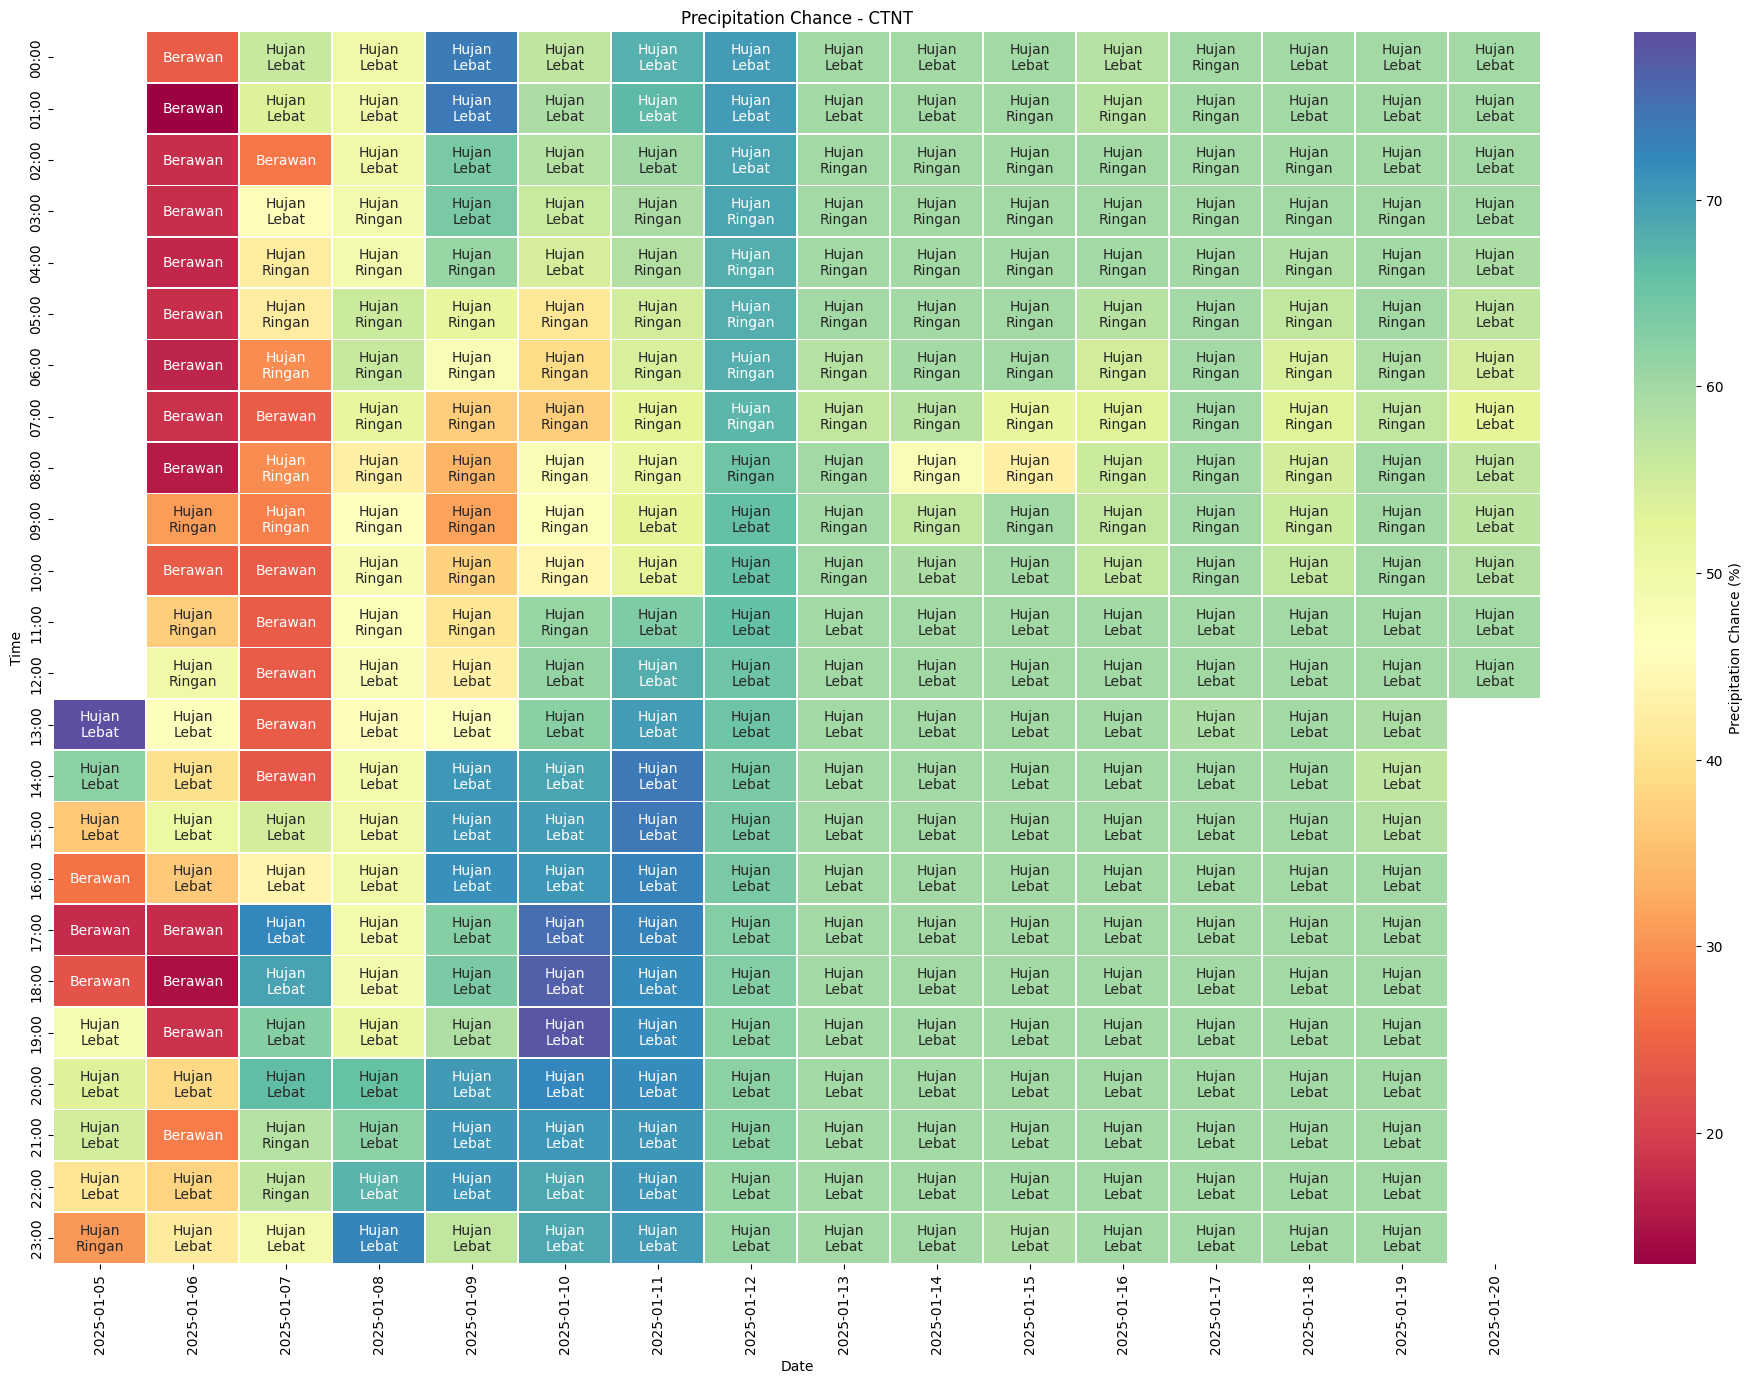 Precipitation Chance - CTNT
00:00 Berawan Hujan Lebat Hujan Lebat Hujan Lebat Hujan Lebat Hujan Lebat Hujan Lebat Hujan Lebat Hujan Lebat Hujan Lebat Hujan Lebat Hujan Ringan Hujan Lebat Hujan Lebat Hujan Lebat
01:00 Berawan Hujan Lebat Hujan Lebat Hujan Lebat Hujan Lebat Hujan Lebat Hujan Lebat Hujan Lebat Hujan Lebat Hujan Ringan Hujan Ringan Hujan Ringan Hujan Lebat Hujan Lebat Hujan Lebat
02:00 Berawan Berawan Hujan Lebat Hujan Lebat Hujan Lebat Hujan Lebat Hujan Lebat Hujan Ringan Hujan Ringan Hujan Ringan Hujan Ringan Hujan Ringan Hujan Ringan Hujan Lebat Hujan Lebat
03:00 Berawan Hujan Lebat Hujan Ringan Hujan Lebat Hujan Lebat Hujan Ringan Hujan Ringan Hujan Ringan Hujan Ringan Hujan Ringan Hujan Ringan Hujan Ringan Hujan Ringan Hujan Ringan Hujan Lebat
04:00 Berawan Hujan Ringan Hujan Ringan Hujan Ringan Hujan Lebat Hujan Ringan Hujan Ringan Hujan Ringan Hujan Ringan Hujan Ringan Hujan Ringan Hujan Ringan Hujan Ringan Hujan Ringan Hujan Lebat
05:00 Berawan Hujan Ringan Hujan Ringan Hujan Ringan Hujan Ringan Hujan Ringan Hujan Ringan Hujan Ringan Hujan Ringan Hujan Ringan Hujan Ringan Hujan Ringan Hujan Ringan Hujan Lebat Hujan Lebat
06:00 Berawan Hujan Ringan Hujan Ringan Hujan Ringan Hujan Ringan Hujan Ringan Hujan Ringan Hujan Ringan Hujan Ringan Hujan Ringan Hujan Ringan Hujan Ringan Hujan Ringan Hujan Ringan Hujan Lebat
07:00 Berawan Berawan Hujan Ringan Hujan Ringan Hujan Ringan Hujan Ringan Hujan Ringan Hujan Ringan Hujan Ringan Hujan Ringan Hujan Ringan Hujan Ringan Hujan Ringan Hujan Ringan Hujan Lebat
08:00 Berawan Hujan Ringan Hujan Ringan Hujan Ringan Hujan Ringan Hujan Ringan Hujan Ringan Hujan Ringan Hujan Ringan Hujan Ringan Hujan Ringan Hujan Ringan Hujan Ringan Hujan Ringan Hujan Lebat
09:00 Hujan Ringan Hujan Ringan Hujan Ringan Hujan Ringan Hujan Ringan Hujan Lebat Hujan Lebat Hujan Ringan Hujan Ringan Hujan Ringan Hujan Ringan Hujan Ringan Hujan Ringan Hujan Ringan Hujan Lebat
10:00 Berawan Berawan Hujan Ringan Hujan Ringan Hujan Ringan Hujan Lebat Hujan Lebat Hujan Ringan Hujan Lebat Hujan Lebat Hujan Lebat Hujan Ringan Hujan Lebat Hujan Ringan Hujan Lebat
11:00 Hujan Ringan Berawan Hujan Ringan Hujan Ringan Hujan Ringan Hujan Lebat Hujan Lebat Hujan Lebat Hujan Lebat Hujan Lebat Hujan Lebat Hujan Lebat Hujan Lebat Hujan Lebat Hujan Lebat
12:00 Hujan Ringan Berawan Hujan Lebat Hujan Lebat Hujan Lebat Hujan Lebat Hujan Lebat Hujan Lebat Hujan Lebat Hujan Lebat Hujan Lebat Hujan Lebat Hujan Lebat Hujan Lebat Hujan Lebat
13:00 Hujan Lebat Hujan Lebat Berawan Hujan Lebat Hujan Lebat Hujan Lebat Hujan Lebat Hujan Lebat Hujan Lebat Hujan Lebat Hujan Lebat Hujan Lebat Hujan Lebat Hujan Lebat Hujan Lebat
14:00 Hujan Lebat Hujan Lebat Berawan Hujan Lebat Hujan Lebat Hujan Lebat Hujan Lebat Hujan Lebat Hujan Lebat Hujan Lebat Hujan Lebat Hujan Lebat Hujan Lebat Hujan Lebat Hujan Lebat
15:00 Hujan Lebat Hujan Lebat Hujan Lebat Hujan Lebat Hujan Lebat Hujan Lebat Hujan Lebat Hujan Lebat Hujan Lebat Hujan Lebat Hujan Lebat Hujan Lebat Hujan Lebat Hujan Lebat Hujan Lebat
16:00 Berawan Hujan Lebat Hujan Lebat Hujan Lebat Hujan Lebat Hujan Lebat Hujan Lebat Hujan Lebat Hujan Lebat Hujan Lebat Hujan Lebat Hujan Lebat Hujan Lebat Hujan Lebat Hujan Lebat
17:00 Berawan Berawan Hujan Lebat Hujan Lebat Hujan Lebat Hujan Lebat Hujan Lebat Hujan Lebat Hujan Lebat Hujan Lebat Hujan Lebat Hujan Lebat Hujan Lebat Hujan Lebat Hujan Lebat
18:00 Berawan Berawan Hujan Lebat Hujan Lebat Hujan Lebat Hujan Lebat Hujan Lebat Hujan Lebat Hujan Lebat Hujan Lebat Hujan Lebat Hujan Lebat Hujan Lebat Hujan Lebat Hujan Lebat
19:00 Hujan Lebat Berawan Hujan Lebat Hujan Lebat Hujan Lebat Hujan Lebat Hujan Lebat Hujan Lebat Hujan Lebat Hujan Lebat Hujan Lebat Hujan Lebat Hujan Lebat Hujan Lebat Hujan Lebat
20:00 Hujan Lebat Hujan Lebat Hujan Lebat Hujan Lebat Hujan Lebat Hujan Lebat Hujan Lebat Hujan Lebat Hujan Lebat Hujan Lebat Hujan Lebat Hujan Lebat Hujan Lebat Hujan Lebat Hujan Lebat
21:00 Hujan Lebat Berawan Hujan Ringan Hujan Lebat Hujan Lebat Hujan Lebat Hujan Lebat Hujan Lebat Hujan Lebat Hujan Lebat Hujan Lebat Hujan Lebat Hujan Lebat Hujan Lebat Hujan Lebat
22:00 Hujan Lebat Hujan Lebat Hujan Ringan Hujan Lebat Hujan Lebat Hujan Lebat Hujan Lebat Hujan Lebat Hujan Lebat Hujan Lebat Hujan Lebat Hujan Lebat Hujan Lebat Hujan Lebat Hujan Lebat
23:00 Hujan Ringan Hujan Lebat Hujan Lebat Hujan Lebat Hujan Lebat Hujan Lebat Hujan Lebat Hujan Lebat Hujan Lebat Hujan Lebat Hujan Lebat Hujan Lebat Hujan Lebat Hujan Lebat Hujan Lebat
Time
2025-01-05 2025-01-06 2025-01-07 2025-01-08 2025-01-09 2025-01-10 2025-01-11 2025-01-12 2025-01-13 2025-01-14 2025-01-15 2025-01-16 2025-01-17 2025-01-18 2025-01-19 2025-01-20
Date
70
60
50
40
30
20
Precipitation Chance (%)